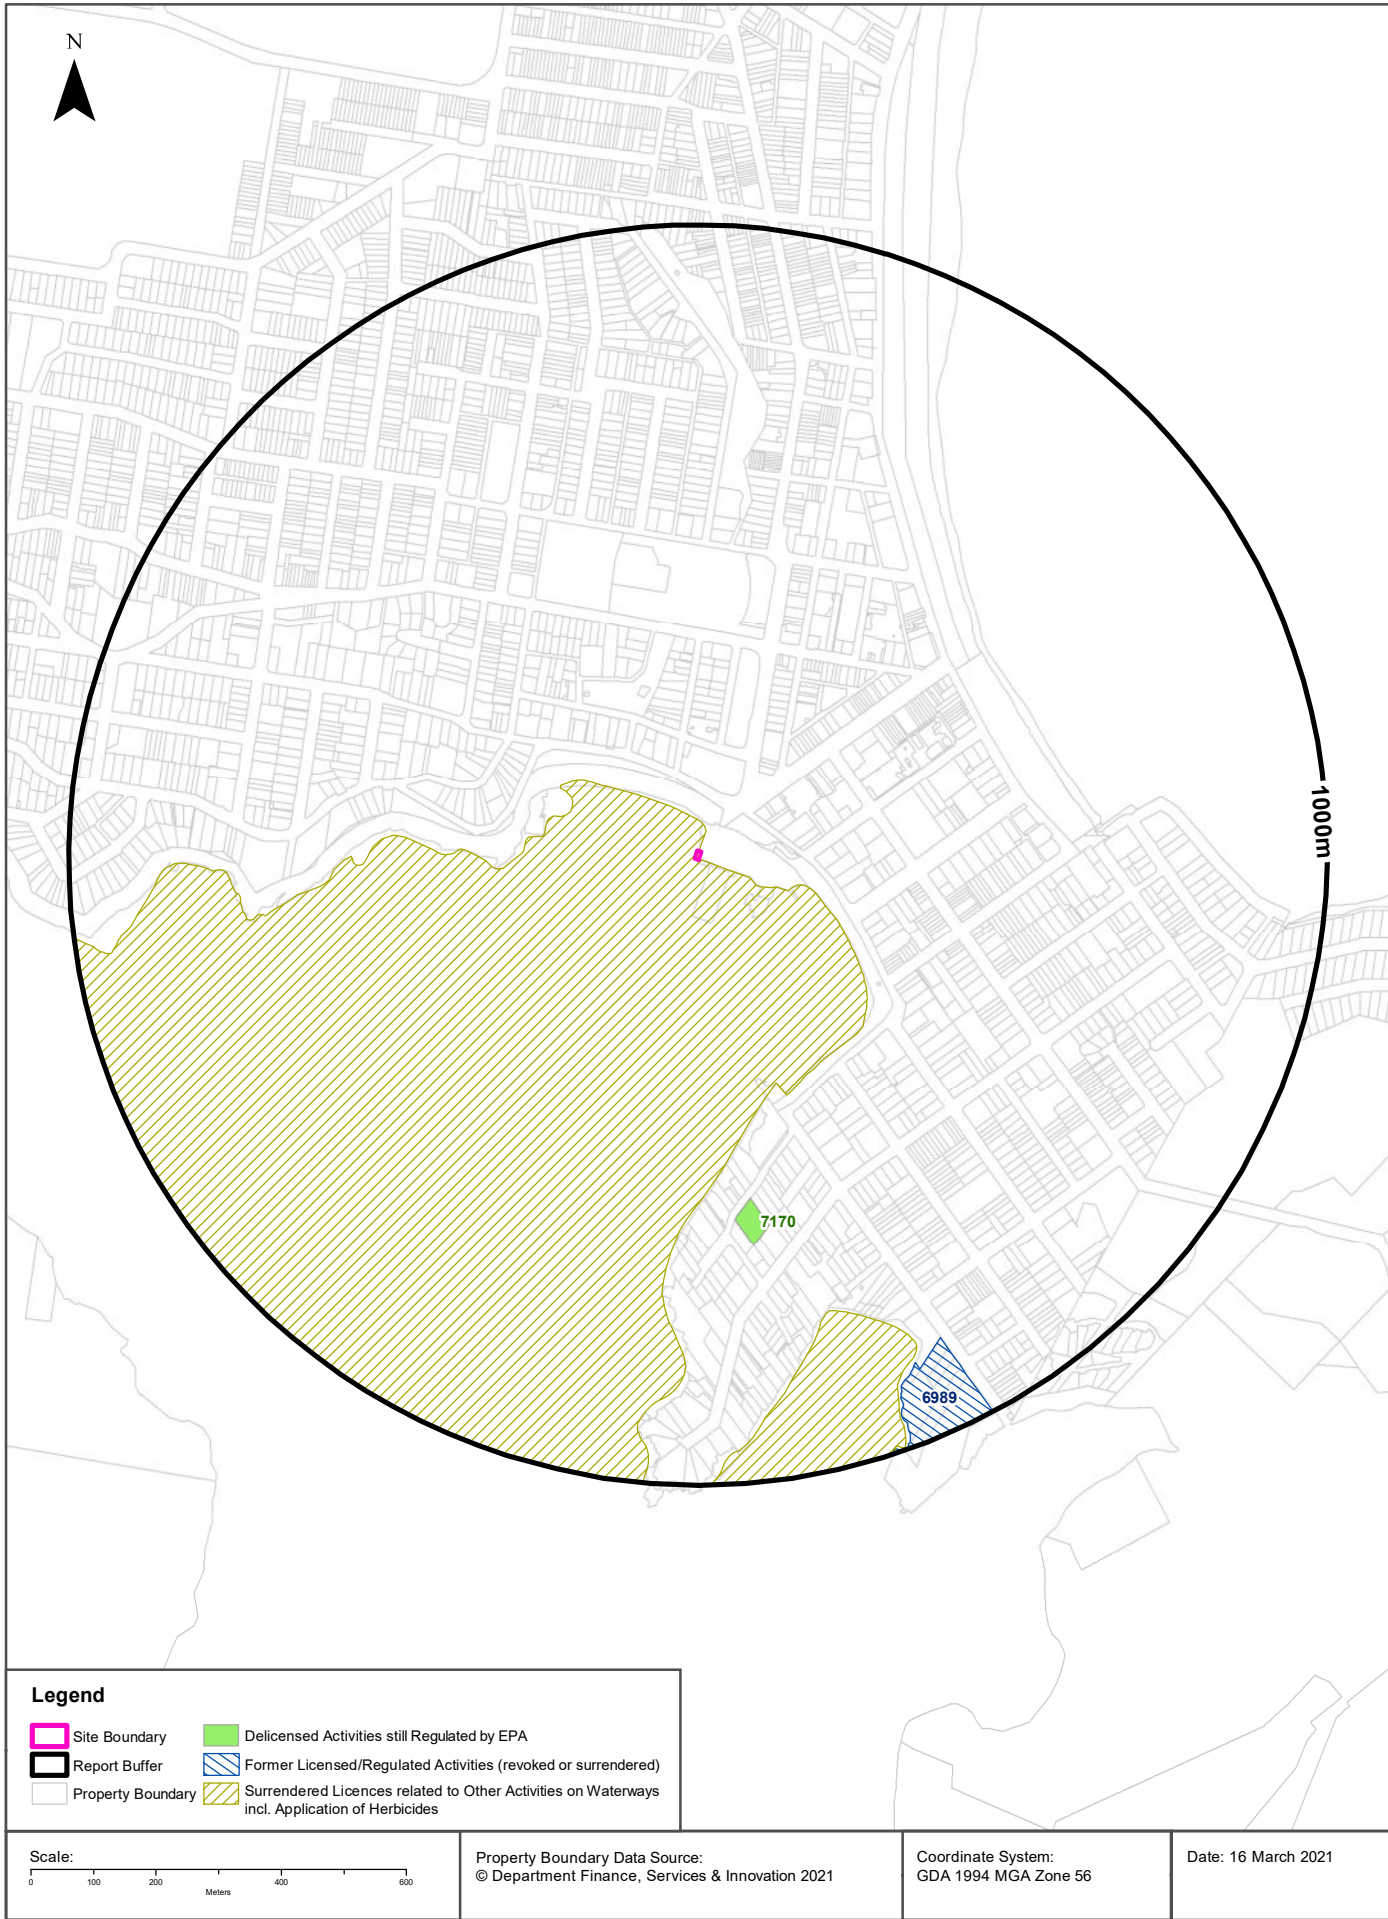 N
1000m
7170
6989
Legend
Site Boundary
Delicensed Activities still Regulated by EPA
Report Buffer
Former Licensed/Regulated Activities (revoked or surrendered)
Property Boundary
Surrendered Licences related to Other Activities on Waterways
incl. Application of Herbicides
Scale:
0 100 200 400 600
Meters
Property Boundary Data Source:
© Department Finance, Services & Innovation 2021
Coordinate System:
GDA 1994 MGA Zone 56
Date: 16 March 2021